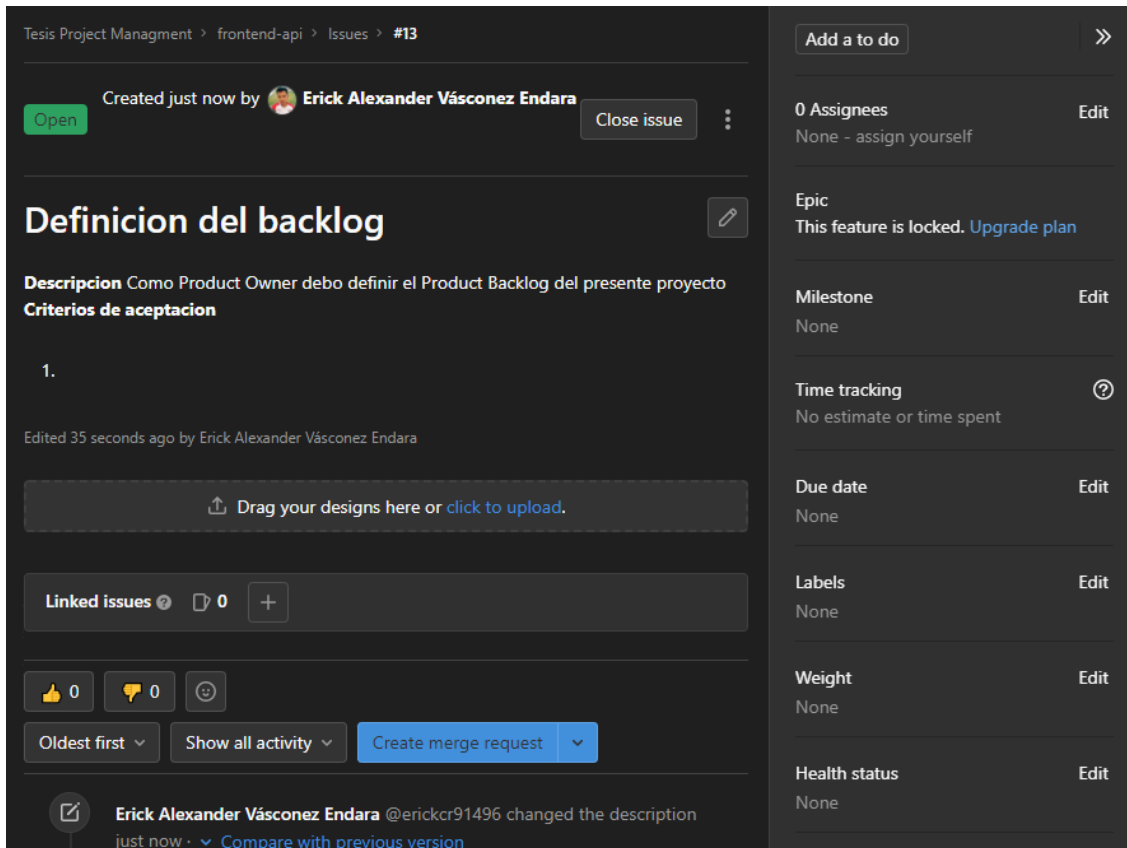 Tesis Project Managment > frontend-api > Issues > #13
Open
Created just now by Erick Alexander Vásconez Endara
Close issue
Definicion del backlog
Descripcion Como Product Owner debo definir el Product Backlog del presente proyecto
Criterios de aceptacion
1.
Edited 35 seconds ago by Erick Alexander Vásconez Endara
Drag your designs here or click to upload.
Linked issues 0
0 0
Oldest first
Show all activity
Create merge request
Erick Alexander Vásconez Endara @erickcr91496 changed the description
just now · Compare with previous version
Add a to do
0 Assignees
Edit
None - assign yourself
Epic
This feature is locked. Upgrade plan
Milestone
Edit
None
Time tracking
No estimate or time spent
Due date
Edit
None
Labels
Edit
None
Weight
Edit
None
Health status
Edit
None